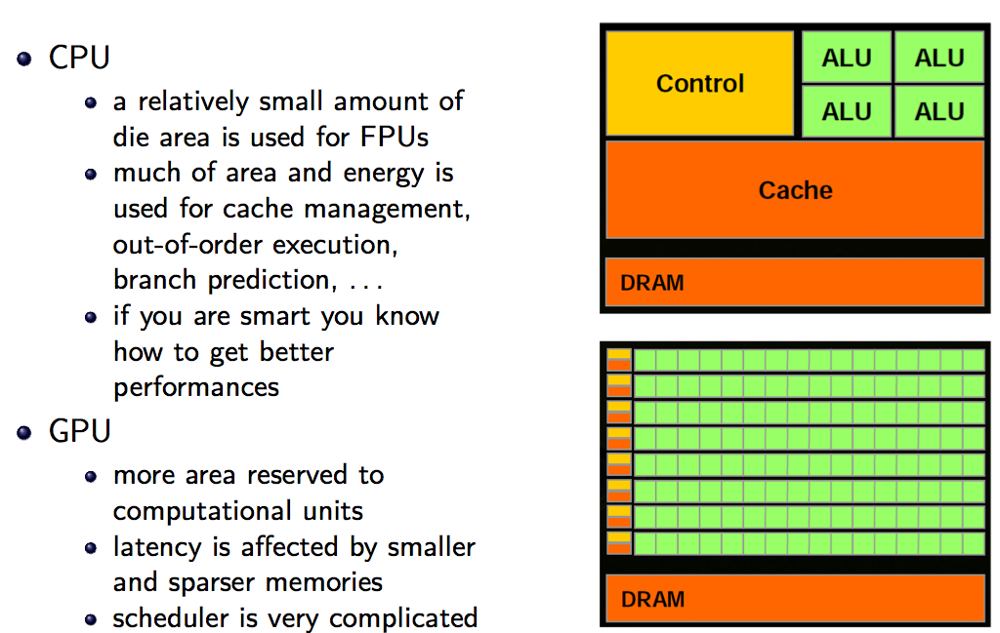 CPU
a relatively small amount of
die area is used for FPUs
much of area and energy is
used for cache management,
out-of-order execution,
branch prediction, ...
if you are smart you know
how to get better
performances
GPU
more area reserved to
computational units
latency is affected by smaller
and sparser memories
scheduler is very complicated
Control
ALU ALU
ALU ALU
Cache
DRAM
DRAM